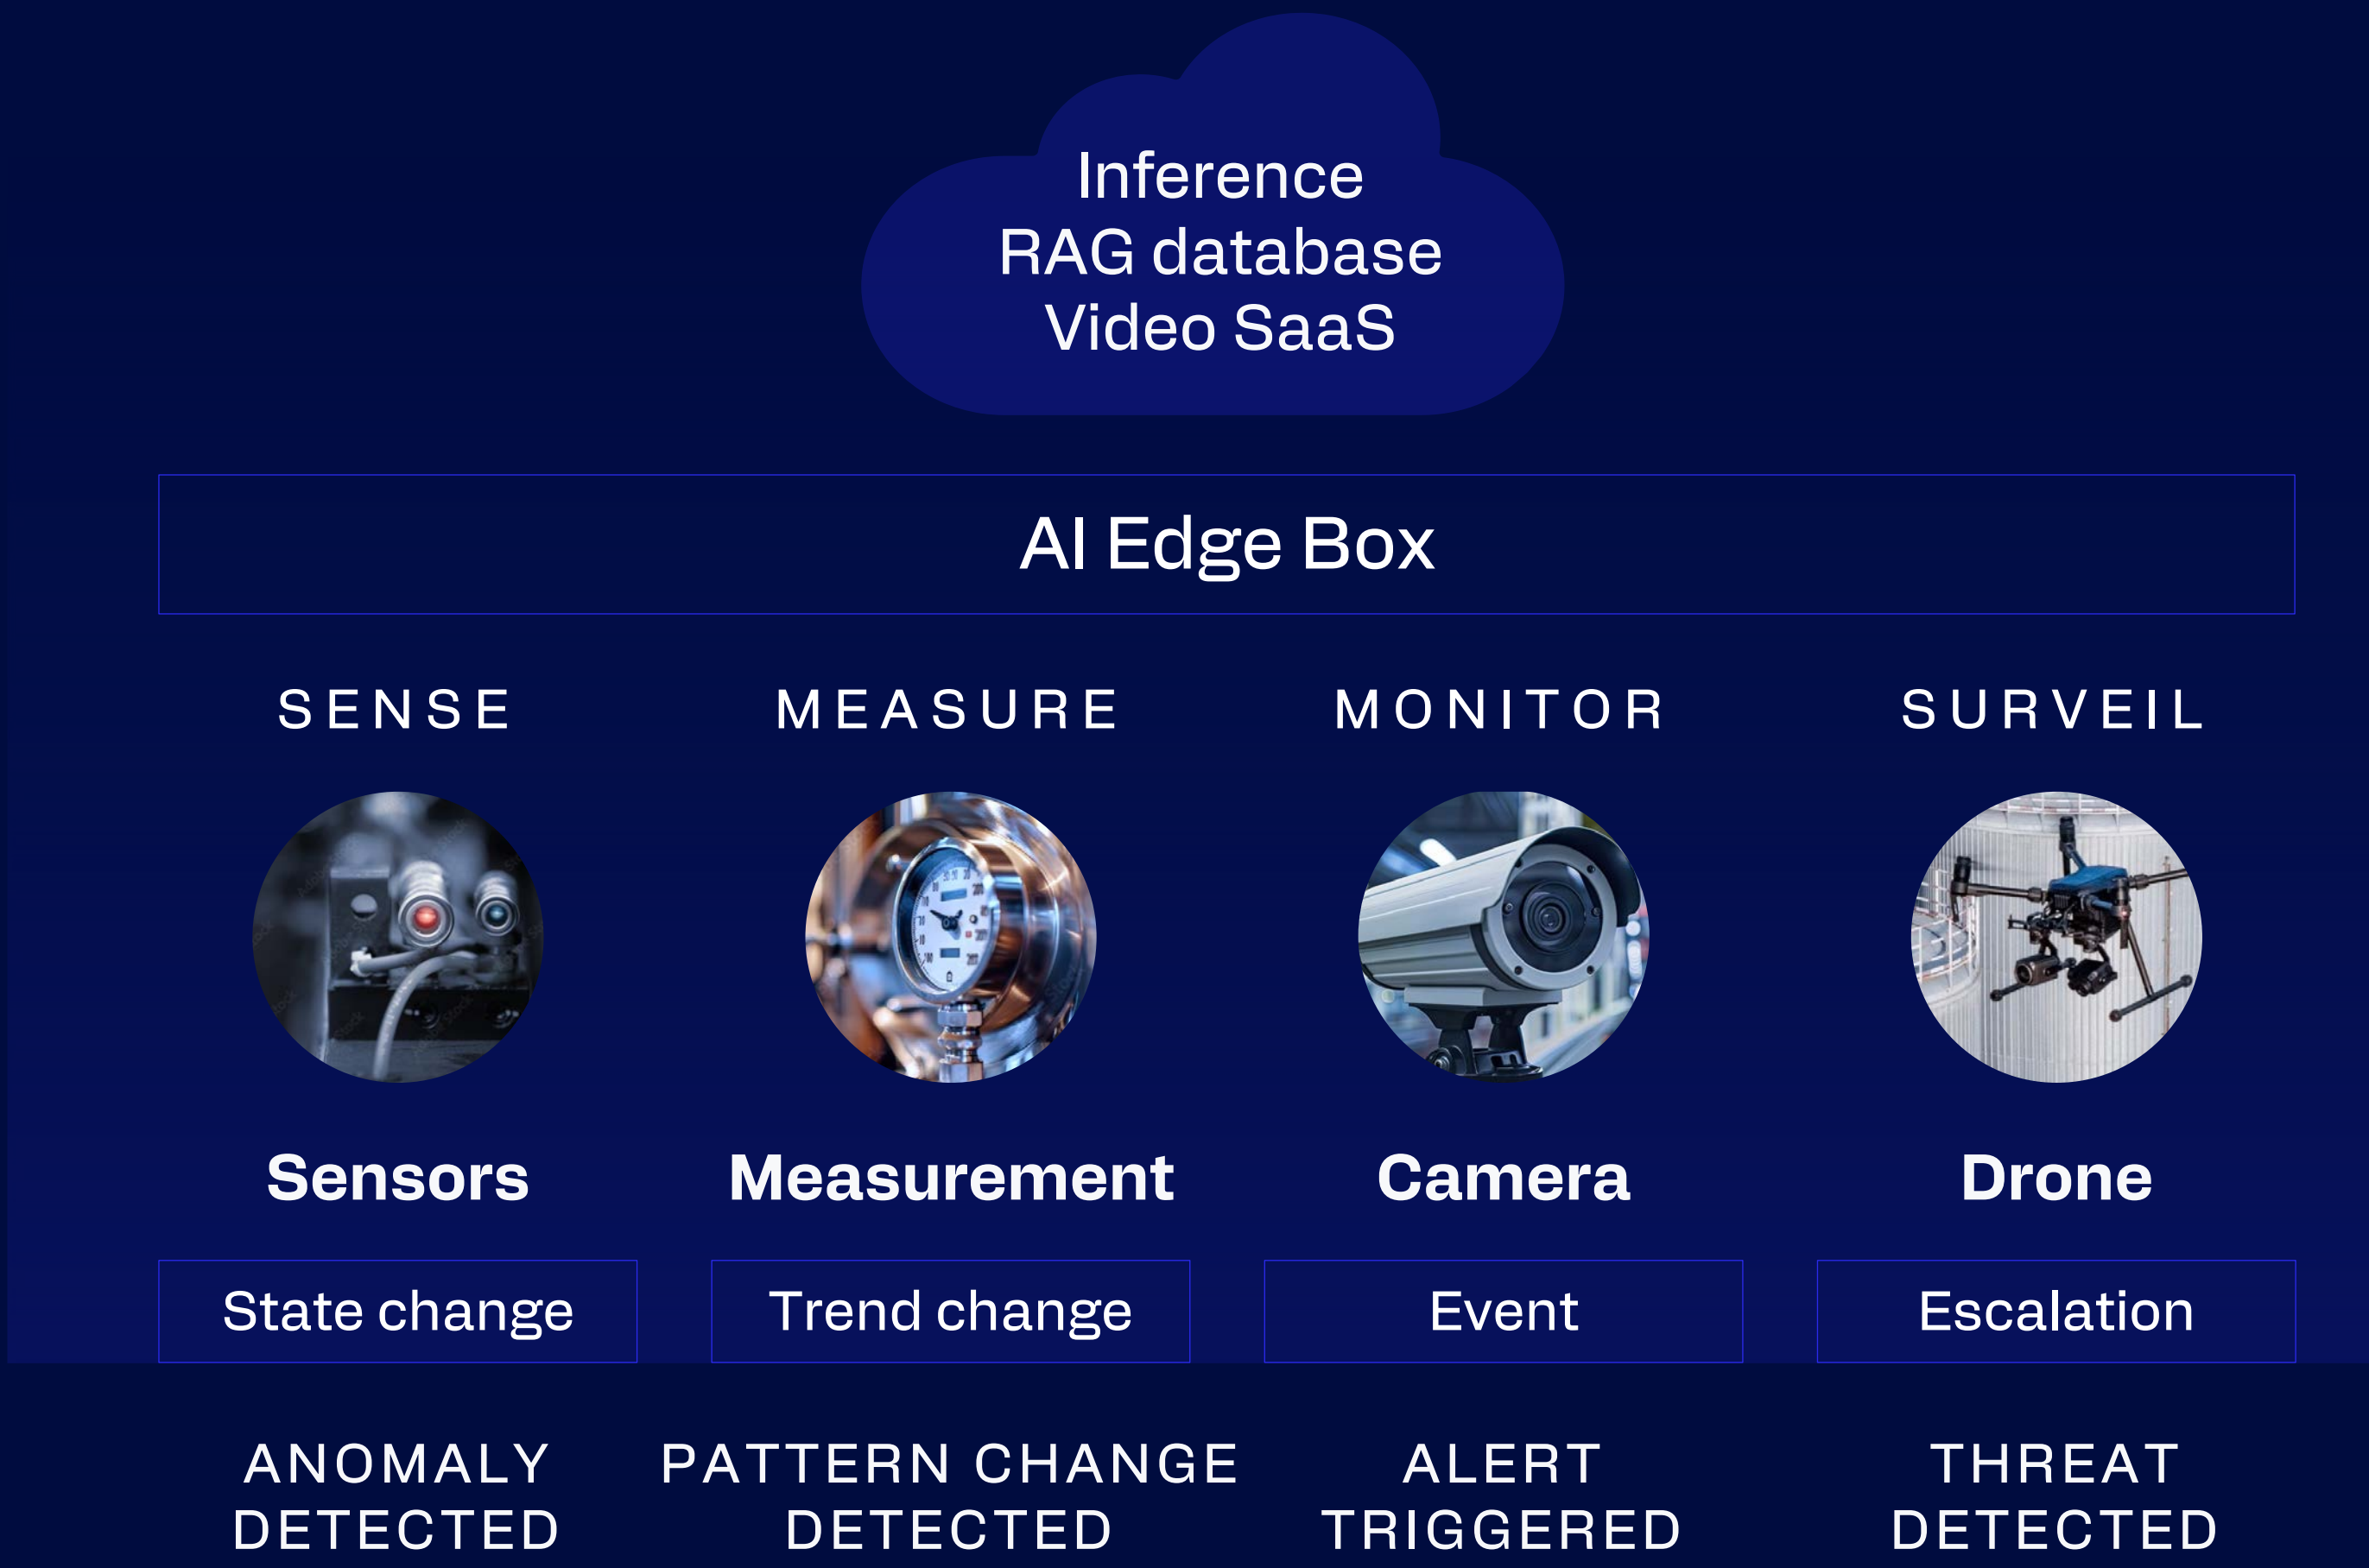 Inference
RAG database
Video SaaS
AI Edge Box
SENSE
MEASURE
MONITOR
SURVEIL
Sensors
Measurement
Camera
Drone
State change
Trend change
Event
Escalation
ANOMALY
DETECTED
PATTERN CHANGE
DETECTED
ALERT
TRIGGERED
THREAT
DETECTED